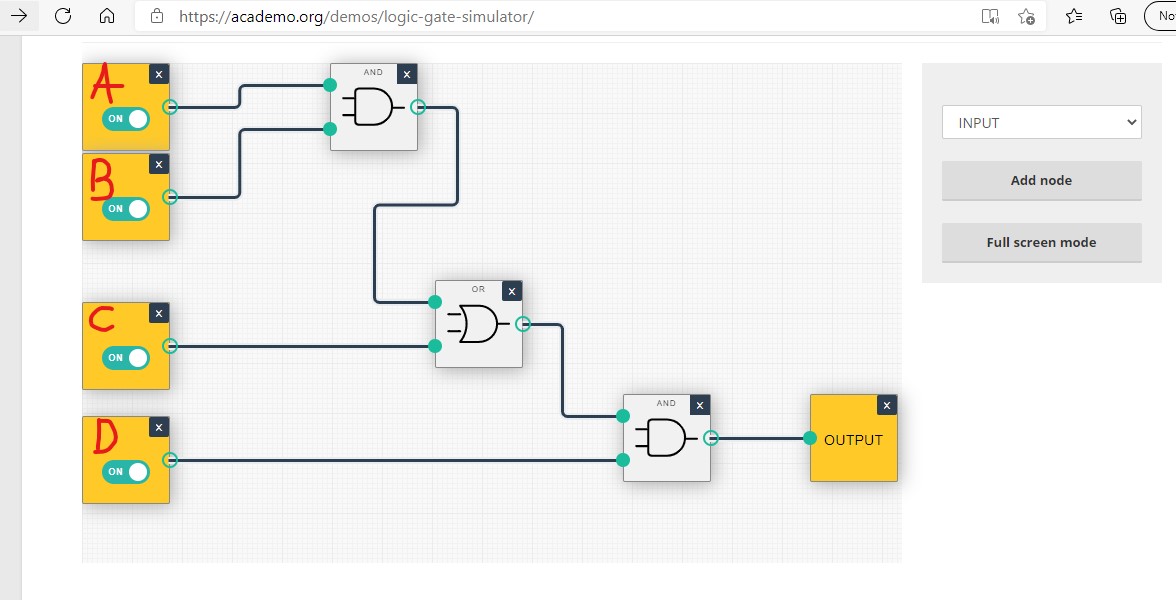 https://academo.org/demos/logic-gate-simulator/
No
A
x
ON
AND
x
B
x
ON
INPUT
Add node
Full screen mode
OR
x
C
x
ON
AND
x
x
OUTPUT
D
x
ON